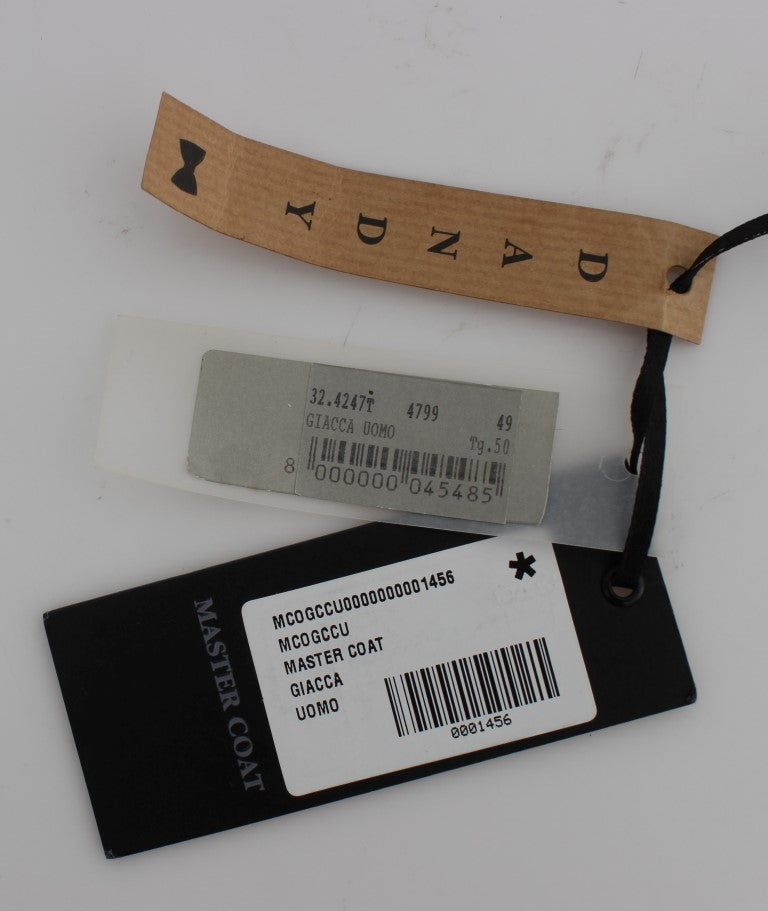 DANDY
32.4247T 4799 49
GIACCA UOMO Tg.50
8 000000 045485
MASTER COAT
*
MCOGCCU0000000001456
MCOGCCU
MASTER COAT
GIACCA
UOMO
0001456